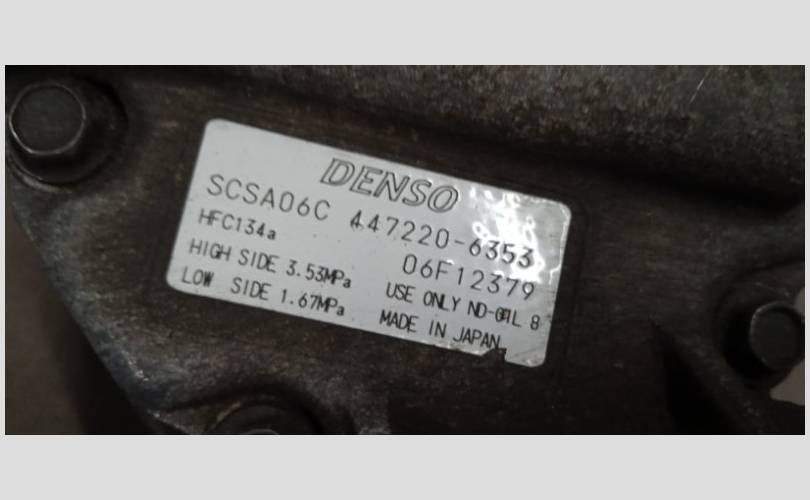 DENSO
SCSA06C 447220-6353
HFC134a 06F12379
HIGH SIDE 3.53MPa USE ONLY ND-OIL 8
LOW SIDE 1.67MPa MADE IN JAPAN